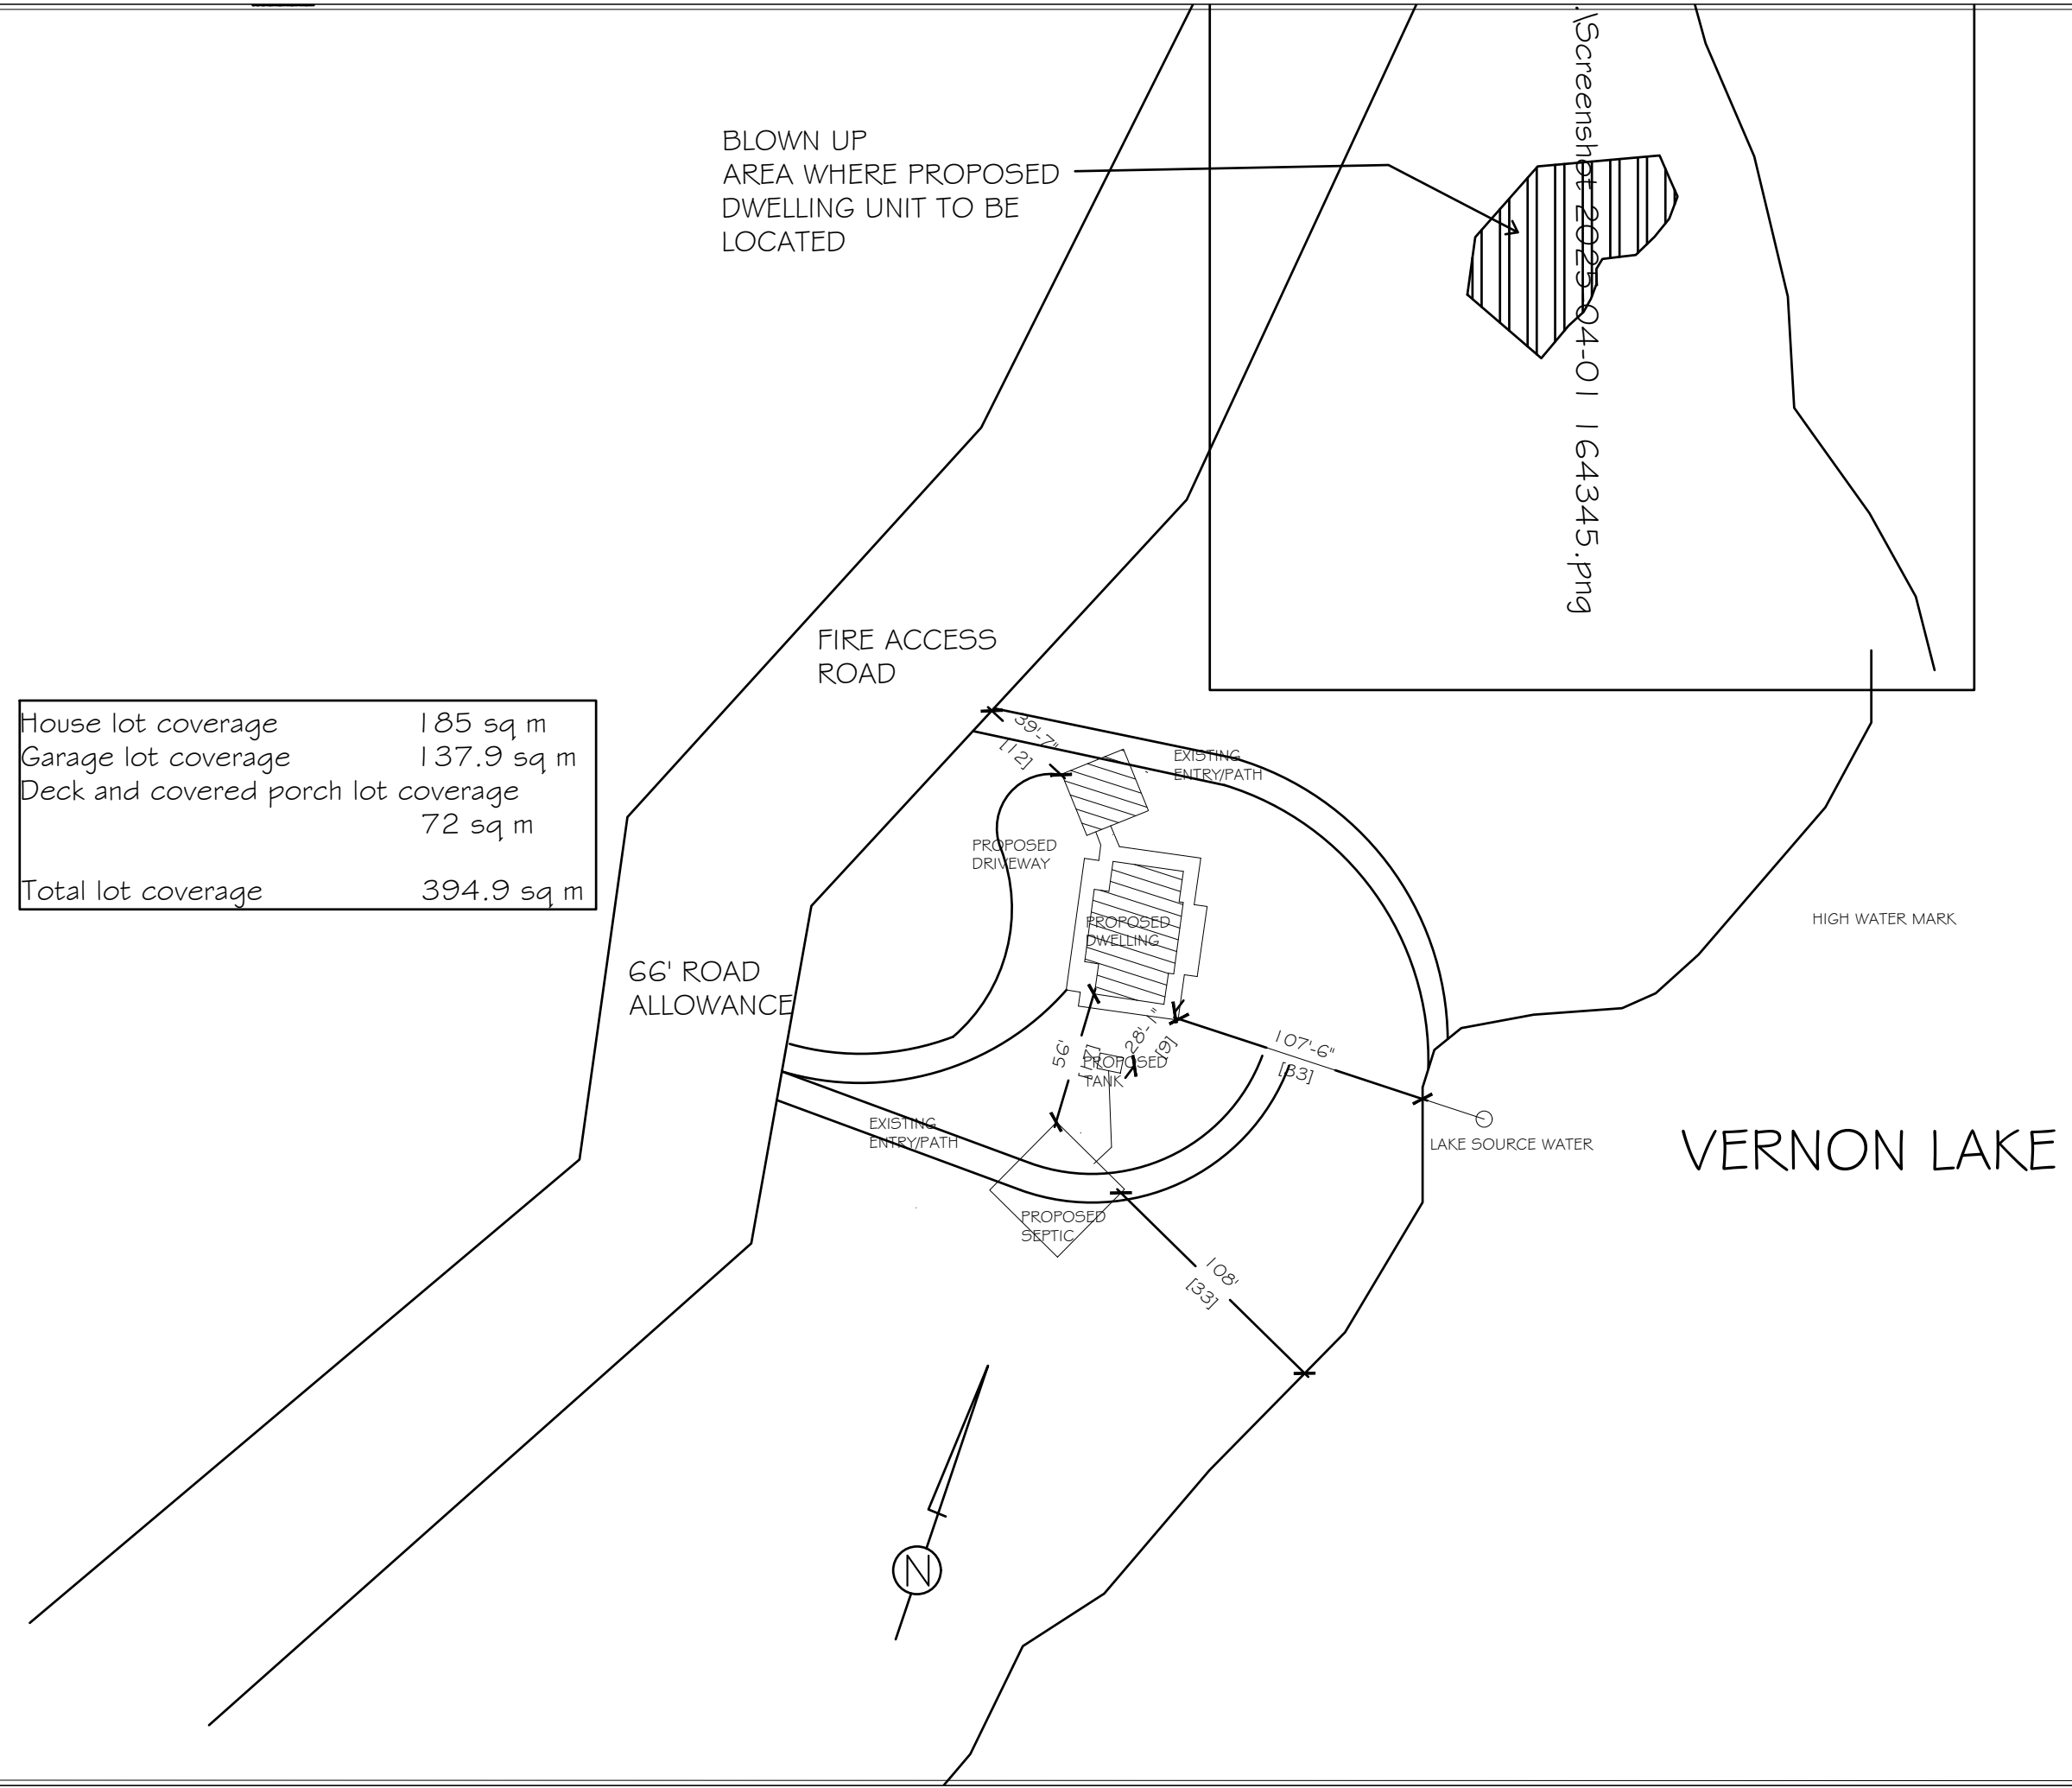 .\Screenshot 2025-04-01 164345.png
BLOWN UP
AREA WHERE PROPOSED
DWELLING UNIT TO BE
LOCATED
FIRE ACCESS
ROAD
House lot coverage 185 sq m
Garage lot coverage 137.9 sq m
Deck and covered porch lot coverage
72 sq m
Total lot coverage 394.9 sq m
39'-7"
[12]
EXISTING
ENTRY/PATH
PROPOSED
DRIVEWAY
PROPOSED
DWELLING
HIGH WATER MARK
66' ROAD
ALLOWANCE
56'
[17]
28'-1"
[9]
PROPOSED
TANK
107'-6"
[33]
EXISTING
ENTRY/PATH
LAKE SOURCE WATER
VERNON LAKE
PROPOSED
SEPTIC
108'
[33]
N